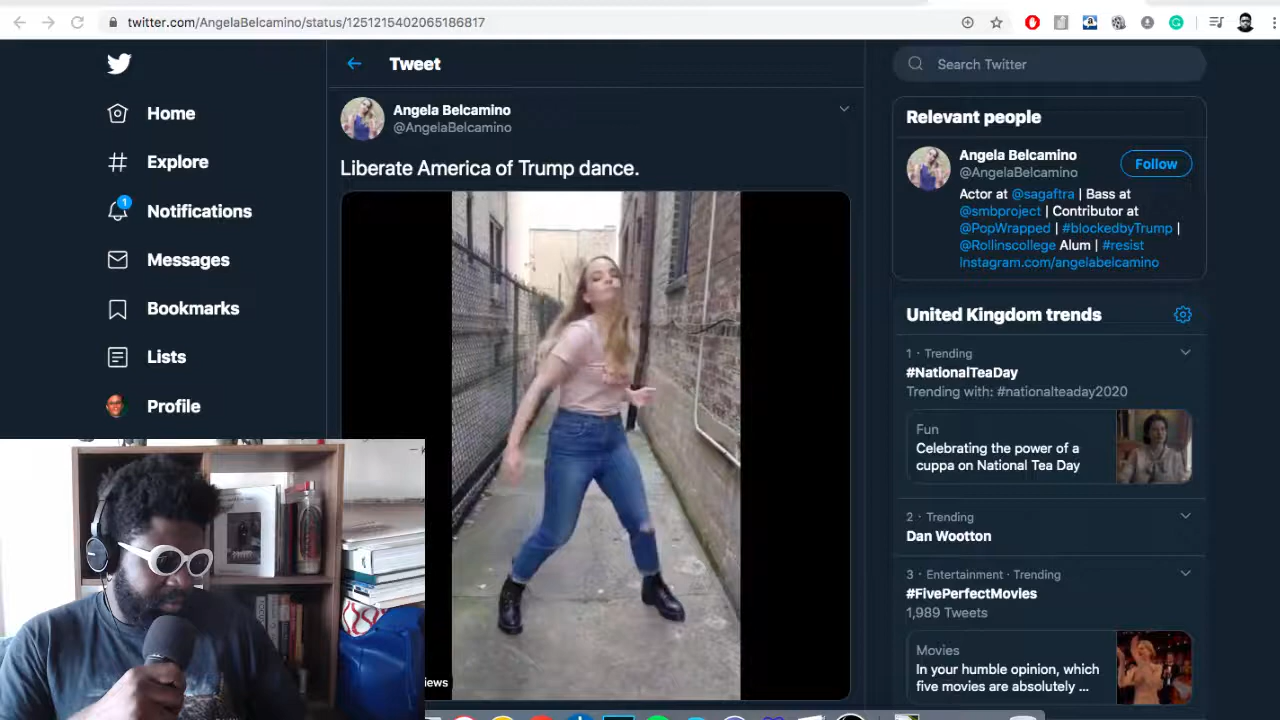 twitter.com/AngelaBelcamino/status/1251215402065186817
Home
Explore
1
Notifications
Messages
Bookmarks
Lists
Profile
Tweet
Angela Belcamino
@AngelaBelcamino
Liberate America of Trump dance.
iews
Search Twitter
Relevant people
Angela Belcamino
@AngelaBelcamino
Follow
Actor at @sagaftra | Bass at
@smbproject | Contributor at
@PopWrapped | #blockedbyTrump |
@Rollinscollege Alum | #resist
Instagram.com/angelabelcamino
United Kingdom trends
1 · Trending
#NationalTeaDay
Trending with: #nationalteaday2020
Fun
Celebrating the power of a
cuppa on National Tea Day
2 · Trending
Dan Wootton
3 · Entertainment · Trending
#FivePerfectMovies
1,989 Tweets
Movies
In your humble opinion, which
five movies are absolutely ...